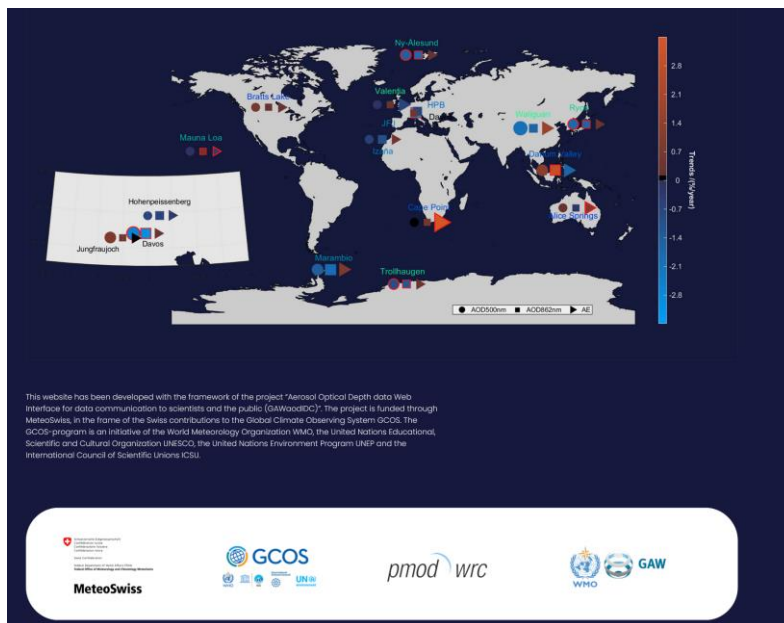 Ny-Ålesund
Bratts Lake
Valentia
HPB
Da
JFJ
Waliguan
Ryori
Mauna Loa
Izaña
Danum Valley
Hohenpeissenberg
Cape Point
Alice Springs
Jungfraujoch
Davos
Marambio
Trollhaugen
AOD500nm AOD862nm AE
2.8
2.1
1.4
0.7
0
-0.7
-1.4
-2.1
-2.8
Trends (%/year)
This website has been developed with the framework of the project "Aerosol Optical Depth data Web
Interface for data communication to scientists and the public (GAWaodIDC)". The project is funded through
MeteoSwiss, in the frame of the Swiss contributions to the Global Climate Observing System GCOS. The
GCOS-program is an initiative of the World Meteorology Organization WMO, the United Nations Educational,
Scientific and Cultural Organization UNESCO, the United Nations Environment Program UNEP and the
International Council of Scientific Unions ICSU.
MeteoSwiss
GCOS
UN
pmod wrc
WMO
GAW